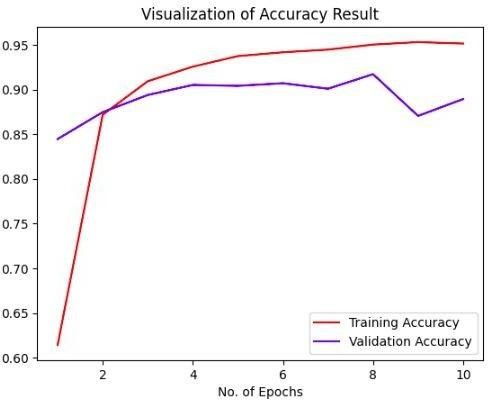 Visualization of Accuracy Result
0.95
0.90
0.85
0.80
0.75
0.70
0.65
0.60
Training Accuracy
Validation Accuracy
2 4 6 8 10
No. of Epochs